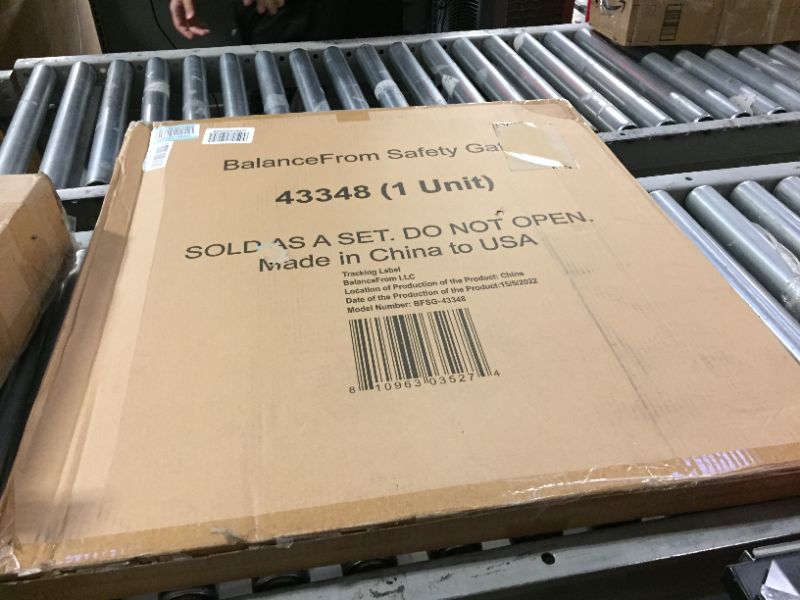 BalanceFrom Safety
43348 (1 Unit)
SOLD AS A SET. DO NOT OPEN.
Made in China to USA
Tracking Label
BalanceFrom LLC
Location of Production of the Product: China
Date of the Production of the Product:15/5/2022
Model Number: BFSG-43348
8 10963 03527 4